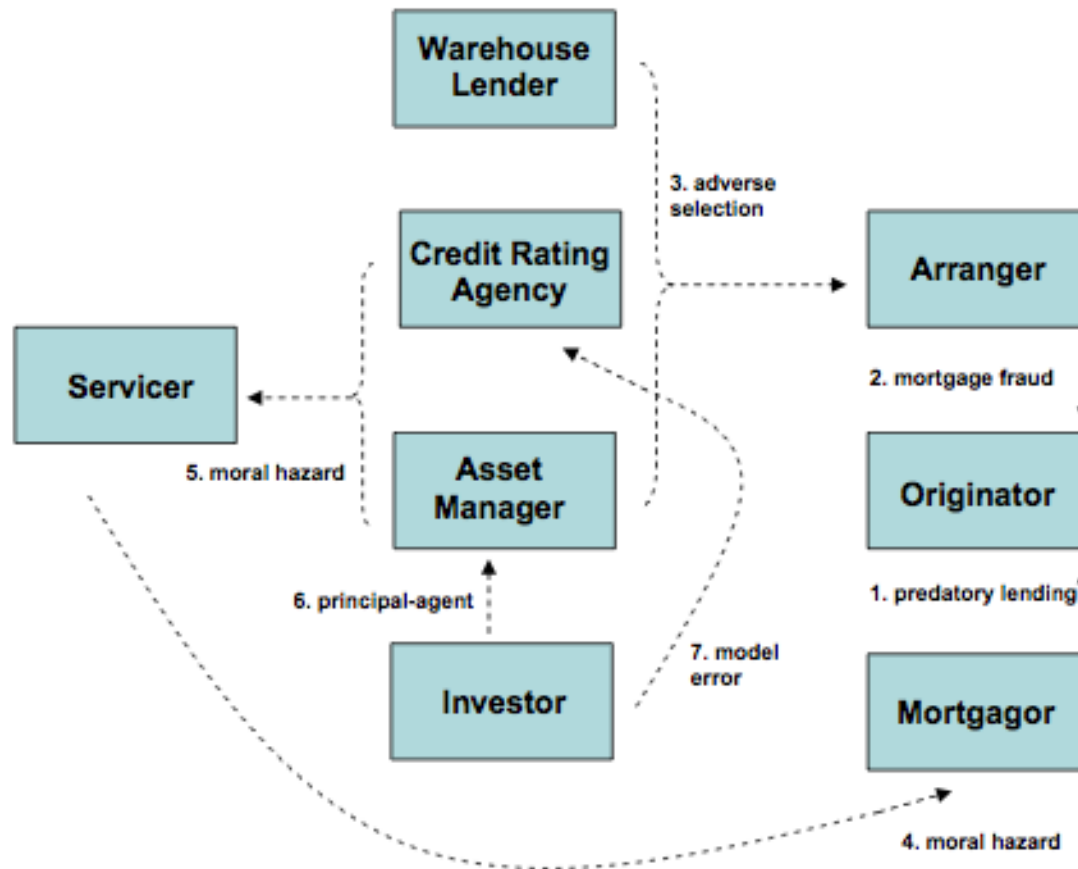 Warehouse
Lender
3. adverse
selection
Credit Rating
Agency
Arranger
Servicer
2. mortgage fraud
5. moral hazard
Asset
Manager
Originator
6. principal-agent
1. predatory lending
Investor
7. model
error
Mortgagor
4. moral hazard